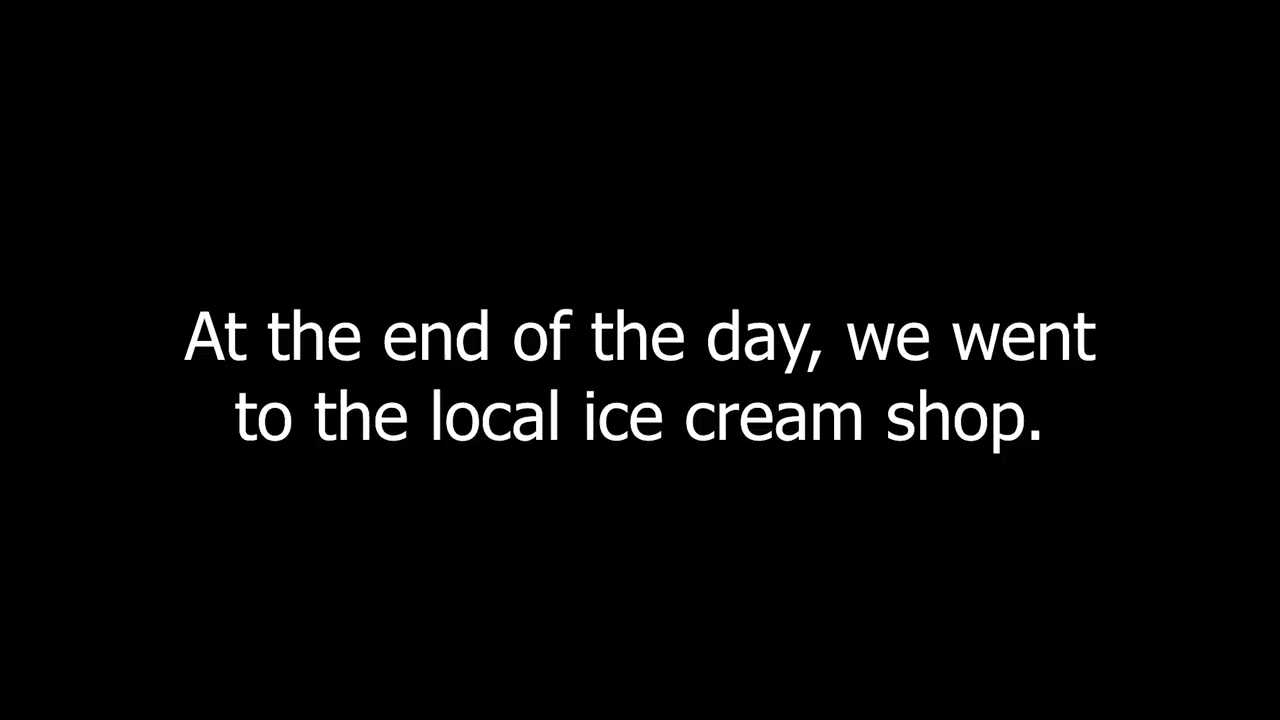 At the end of the day, we went
to the local ice cream shop.